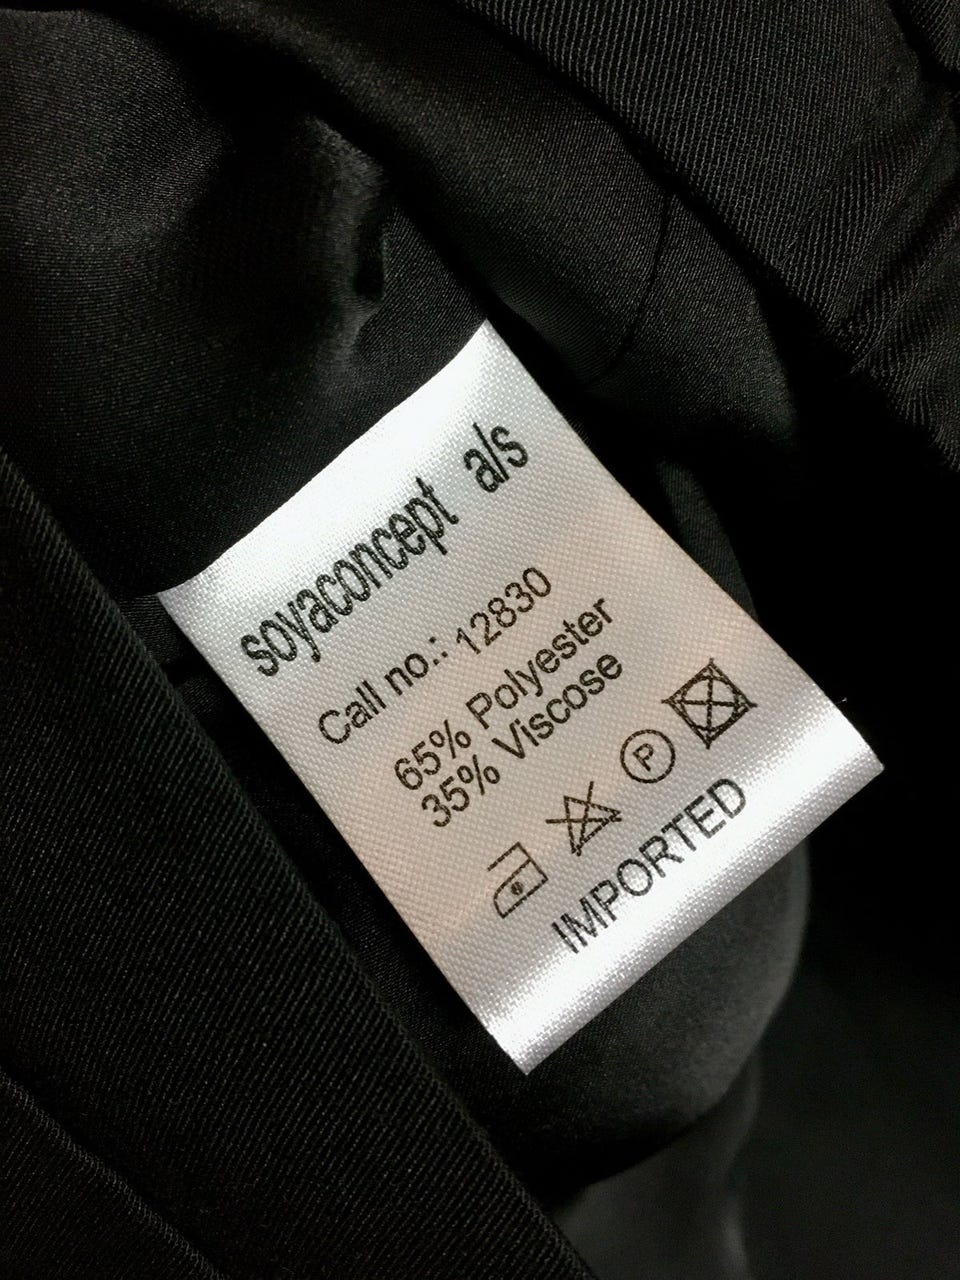 soyaconcept a/s
Call no.: 12830
65% Polyester
35% Viscose
P
IMPORTED